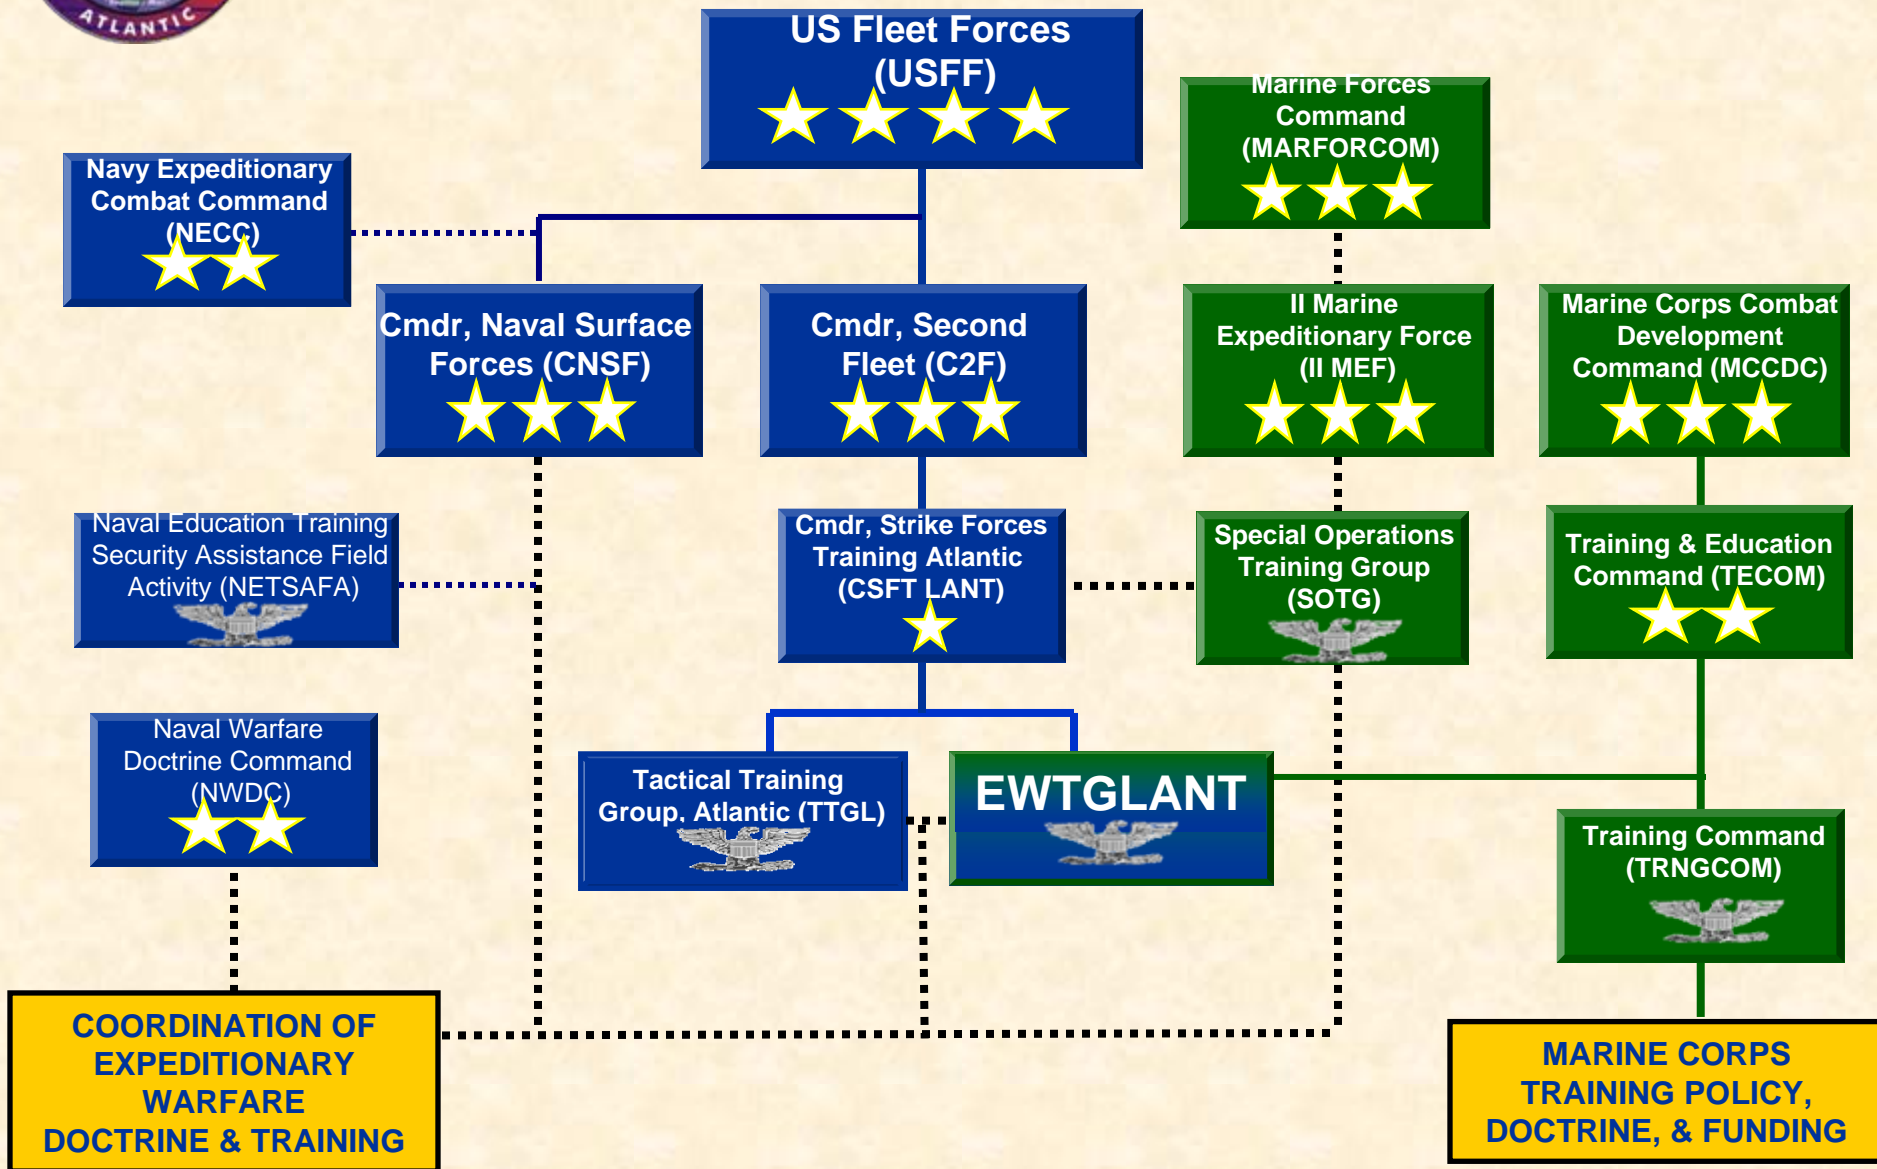 ATLANTIC
US Fleet Forces
(USFF)
Marine Forces
Command
(MARFORCOM)
Navy Expeditionary
Combat Command
(NECC)
Cmdr, Naval Surface
Forces (CNSF)
Cmdr, Second
Fleet (C2F)
II Marine
Expeditionary Force
(II MEF)
Marine Corps Combat
Development
Command (MCCDC)
Naval Education Training
Security Assistance Field
Activity (NETSAFA)
Cmdr, Strike Forces
Training Atlantic
(CSFT LANT)
Special Operations
Training Group
(SOTG)
Training & Education
Command (TECOM)
Naval Warfare
Doctrine Command
(NWDC)
Tactical Training
Group, Atlantic (TTGL)
EWTGLANT
Training Command
(TRNGCOM)
COORDINATION OF
EXPEDITIONARY
WARFARE
DOCTRINE & TRAINING
MARINE CORPS
TRAINING POLICY,
DOCTRINE, & FUNDING